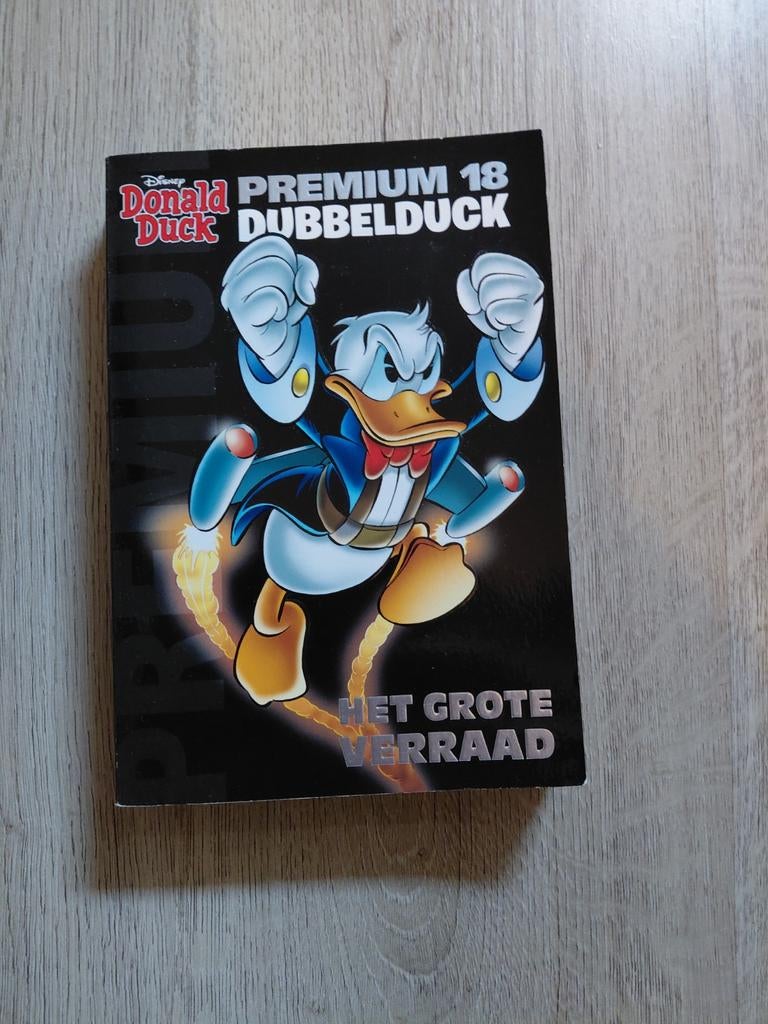 Disney
Donald
Duck
PREMIUM 18
DUBBELDUCK
PREMIUM
HET GROTE
VERRAAD